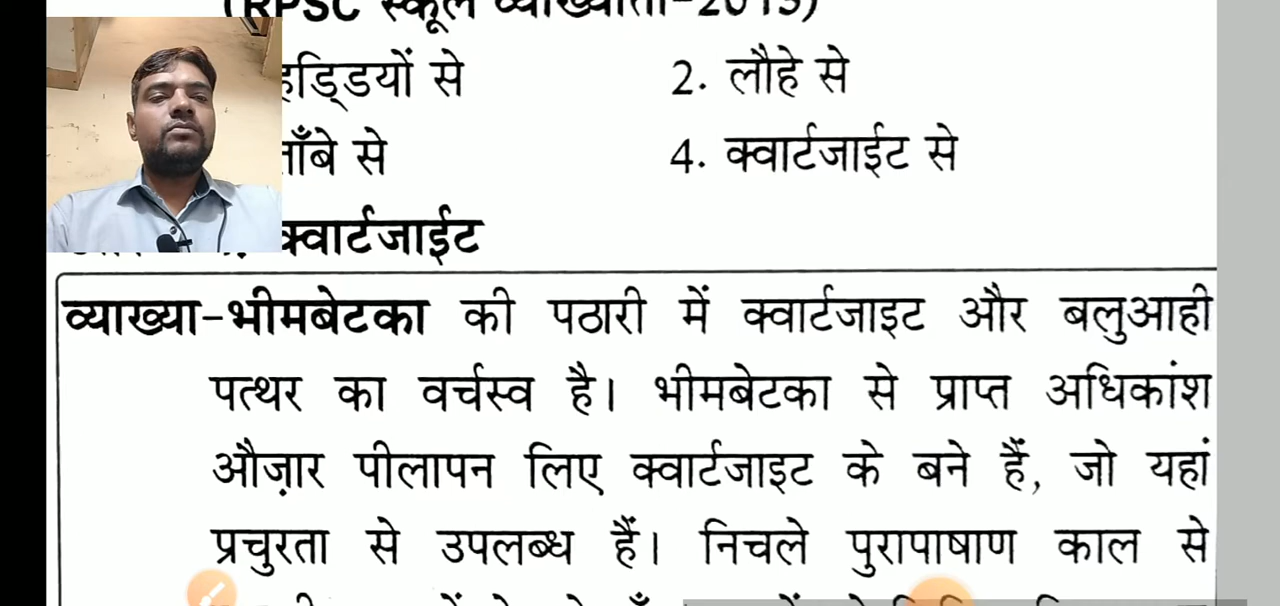 (RPSC स्कूल व्याख्याता-2015)
हड्डियों से 2. लौहे से
ताँबे से 4. क्वार्टजाईट से
क्वार्टजाईट
व्याख्या-भीमबेटका की पठारी में क्वार्टजाइट और बलुआही
पत्थर का वर्चस्व है। भीमबेटका से प्राप्त अधिकांश
औज़ार पीलापन लिए क्वार्टजाइट के बने हैं, जो यहां
प्रचुरता से उपलब्ध हैं। निचले पुरापाषाण काल से